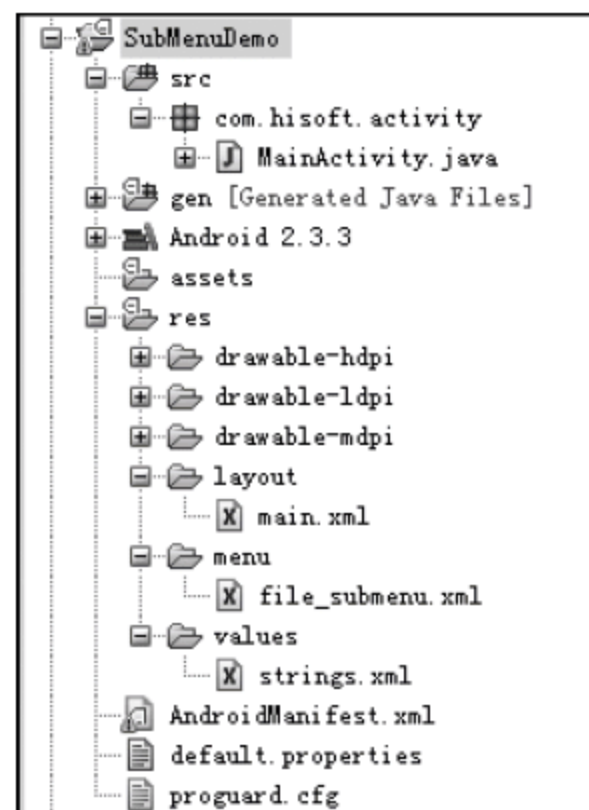 SubMenuDemo
src
com.hisoft.activity
MainActivity.java
gen [Generated Java Files]
Android 2.3.3
assets
res
drawable-hdpi
drawable-ldpi
drawable-mdpi
layout
main.xml
menu
file_submenu.xml
values
strings.xml
AndroidManifest.xml
default.properties
proguard.cfg